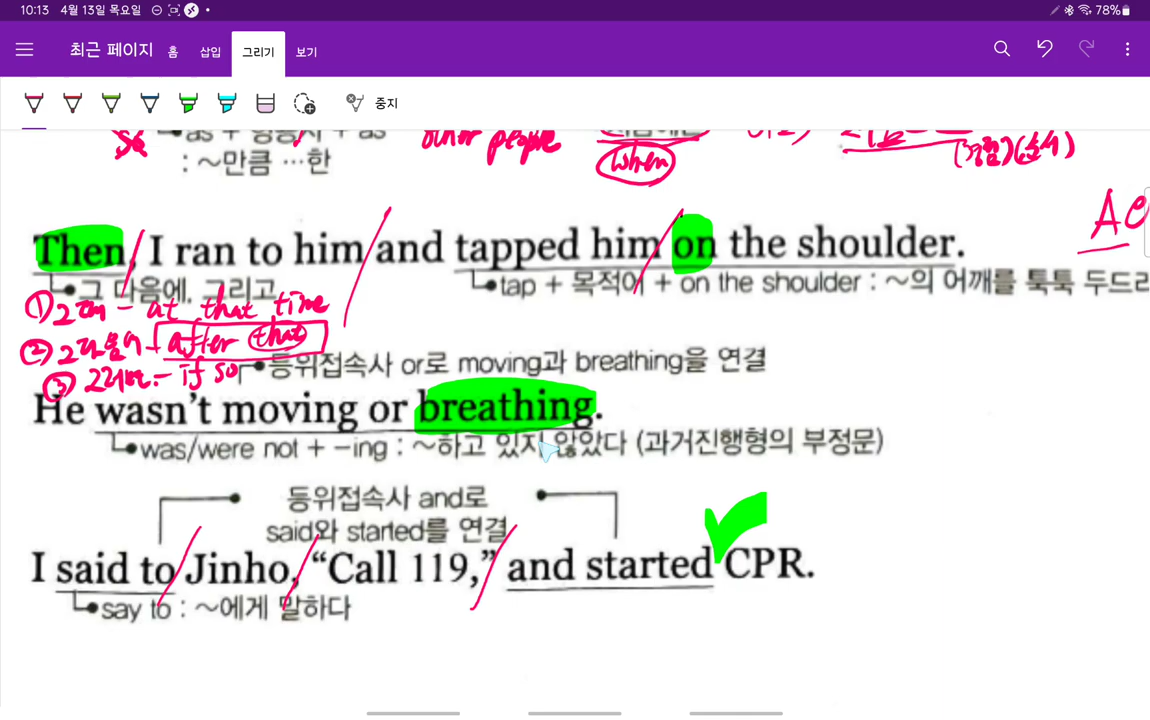 10:13 4월 13일 목요일 78%
최근 페이지 홈 삽입 그리기 보기
중지
as + 형용사 + as other people
: ~만큼 …한 when
Then, I ran to him and tapped him on the shoulder.
그 다음에, 그리고 tap + 목적어 + on the shoulder : ~의 어깨를 툭툭 두드리
① 그때 - at that time
② 그다음에 - after that
③ 그러면 - if so
등위접속사 or로 moving과 breathing을 연결
He wasn't moving or breathing.
was/were not + -ing : ~하고 있지 않았다 (과거진행형의 부정문)
등위접속사 and로
said와 started를 연결
I said to Jinho, “Call 119,” and started CPR.
say to : ~에게 말하다